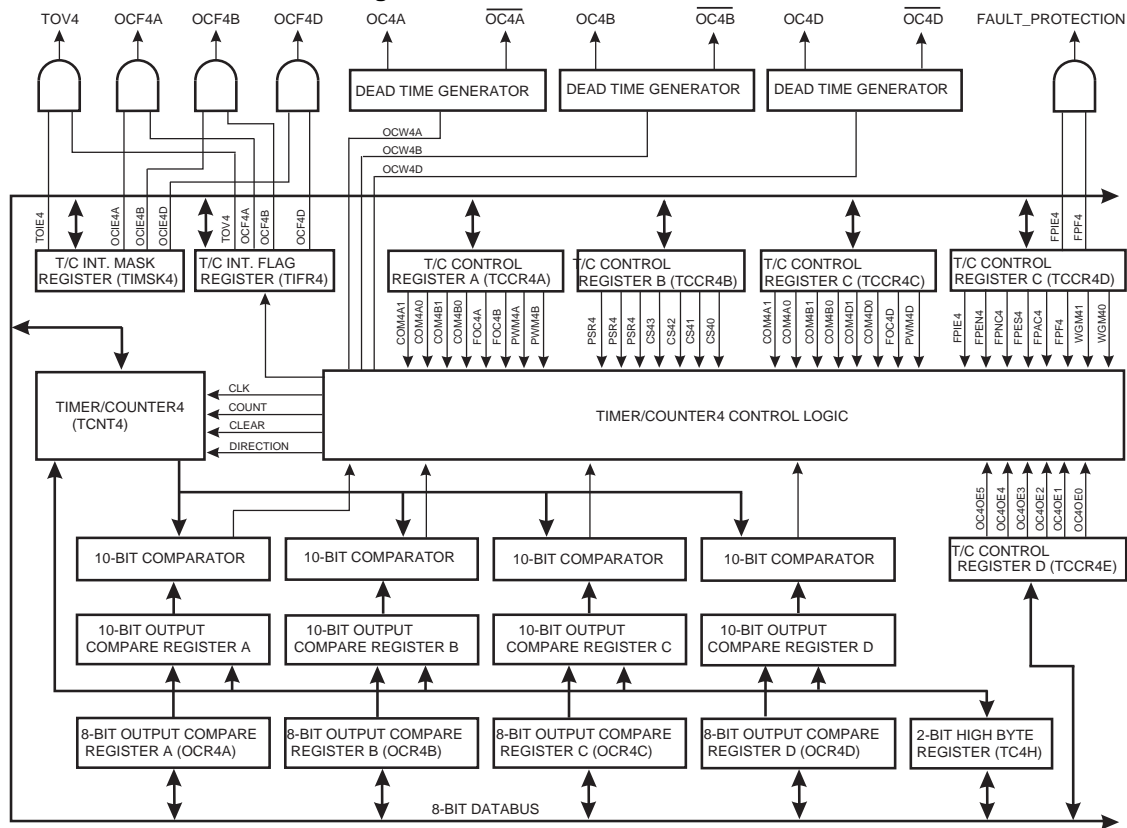 TOV4 OCF4A OCF4B OCF4D OC4A OC4A OC4B OC4B OC4D OC4D FAULT_PROTECTION
DEAD TIME GENERATOR DEAD TIME GENERATOR DEAD TIME GENERATOR
OCW4A
OCW4B
OCW4D
TOIE4 OCIE4A OCIE4B OCIE4D TOV4 OCF4A OCF4B OCF4D FPIE4 FPF4
T/C INT. MASK
REGISTER (TIMSK4)
T/C INT. FLAG
REGISTER (TIFR4)
T/C CONTROL
REGISTER A (TCCR4A)
T/C CONTROL
REGISTER B (TCCR4B)
T/C CONTROL
REGISTER C (TCCR4C)
T/C CONTROL
REGISTER C (TCCR4D)
COM4A1 COM4A0 COM4B1 COM4B0 FOC4A FOC4B PWM4A PWM4B
PSR4 PSR4 PSR4 CS43 CS42 CS41 CS40
COM4A1 COM4A0 COM4B1 COM4B0 COM4D1 COM4D0 FOC4D PWM4D
FPIE4 FPEN4 FPNC4 FPES4 FPAC4 FPF4 WGM41 WGM40
TIMER/COUNTER4
(TCNT4)
CLK
COUNT
CLEAR
DIRECTION
TIMER/COUNTER4 CONTROL LOGIC
OC4OE5 OC4OE4 OC4OE3 OC4OE2 OC4OE1 OC4OE0
10-BIT COMPARATOR 10-BIT COMPARATOR 10-BIT COMPARATOR 10-BIT COMPARATOR
T/C CONTROL
REGISTER D (TCCR4E)
10-BIT OUTPUT
COMPARE REGISTER A
10-BIT OUTPUT
COMPARE REGISTER B
10-BIT OUTPUT
COMPARE REGISTER C
10-BIT OUTPUT
COMPARE REGISTER D
8-BIT OUTPUT COMPARE
REGISTER A (OCR4A)
8-BIT OUTPUT COMPARE
REGISTER B (OCR4B)
8-BIT OUTPUT COMPARE
REGISTER C (OCR4C)
8-BIT OUTPUT COMPARE
REGISTER D (OCR4D)
2-BIT HIGH BYTE
REGISTER (TC4H)
8-BIT DATABUS